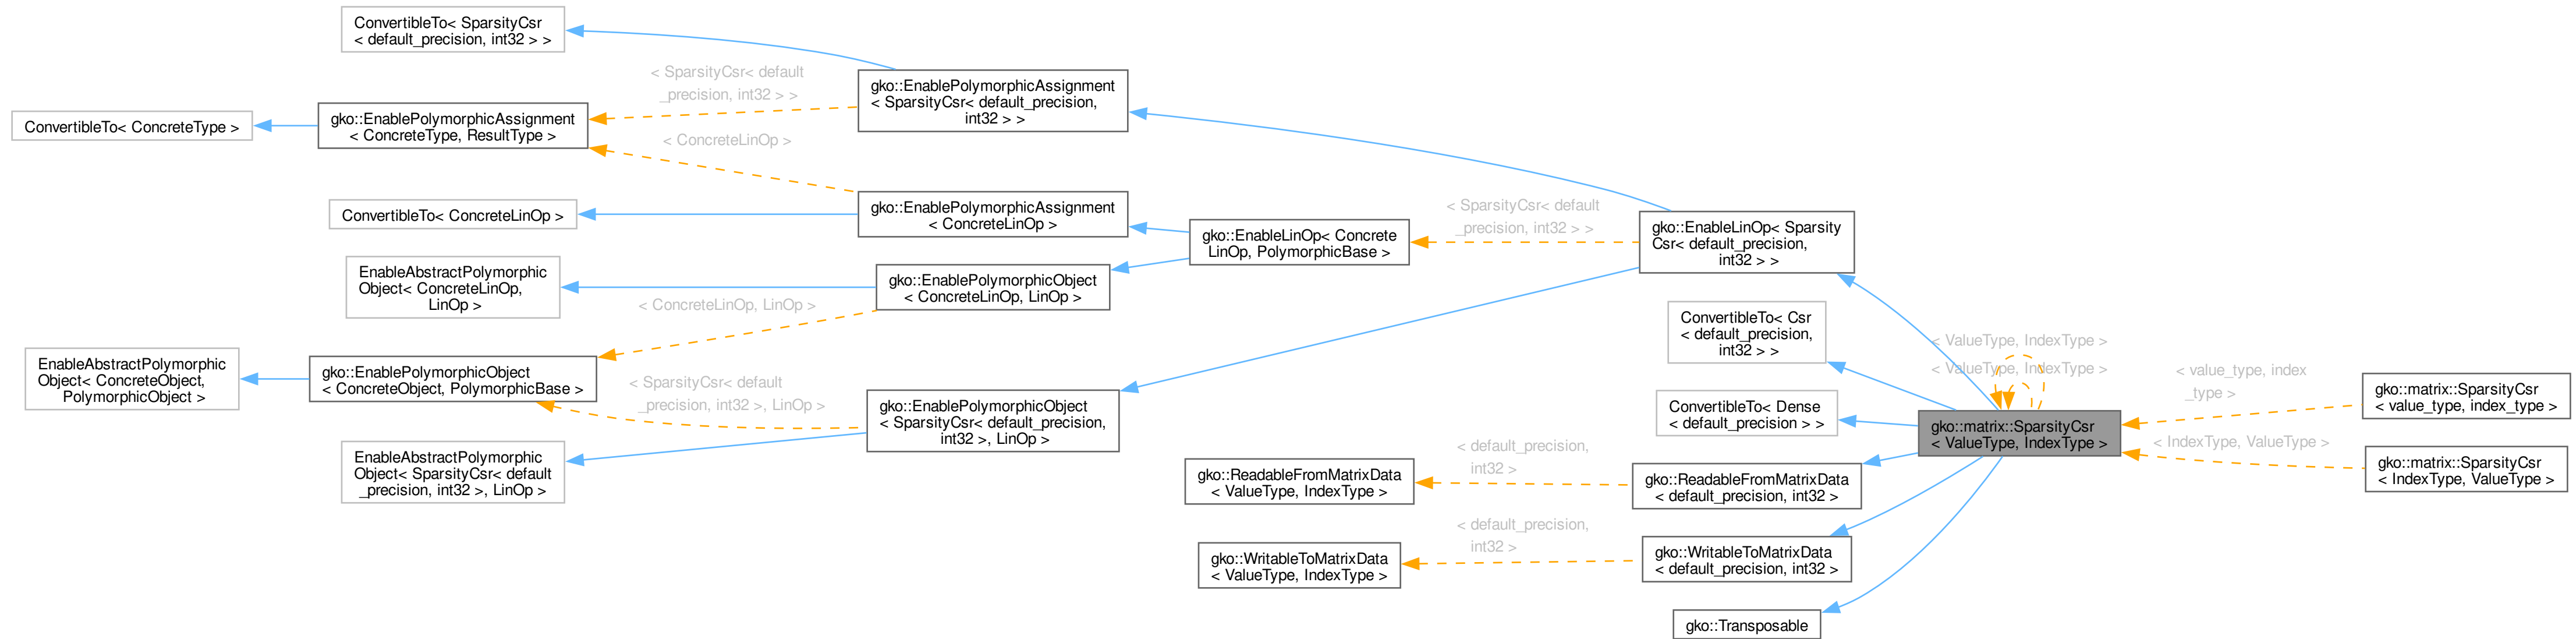 ConvertibleTo< SparsityCsr
< default_precision, int32 > >
ConvertibleTo< ConcreteType >
gko::EnablePolymorphicAssignment
< ConcreteType, ResultType >
< SparsityCsr< default
_precision, int32 > >
< ConcreteLinOp >
gko::EnablePolymorphicAssignment
< SparsityCsr< default_precision,
int32 > >
ConvertibleTo< ConcreteLinOp >
gko::EnablePolymorphicAssignment
< ConcreteLinOp >
EnableAbstractPolymorphic
Object< ConcreteLinOp,
LinOp >
gko::EnablePolymorphicObject
< ConcreteLinOp, LinOp >
gko::EnableLinOp< Concrete
LinOp, PolymorphicBase >
< SparsityCsr< default
_precision, int32 > >
gko::EnableLinOp< Sparsity
Csr< default_precision,
int32 > >
EnableAbstractPolymorphic
Object< ConcreteObject,
PolymorphicObject >
gko::EnablePolymorphicObject
< ConcreteObject, PolymorphicBase >
< ConcreteLinOp, LinOp >
< SparsityCsr< default
_precision, int32 >, LinOp >
gko::EnablePolymorphicObject
< SparsityCsr< default_precision,
int32 >, LinOp >
EnableAbstractPolymorphic
Object< SparsityCsr< default
_precision, int32 >, LinOp >
ConvertibleTo< Csr
< default_precision,
int32 > >
ConvertibleTo< Dense
< default_precision > >
gko::ReadableFromMatrixData
< ValueType, IndexType >
< default_precision,
int32 >
gko::ReadableFromMatrixData
< default_precision, int32 >
gko::WritableToMatrixData
< ValueType, IndexType >
< default_precision,
int32 >
gko::WritableToMatrixData
< default_precision, int32 >
gko::Transposable
< ValueType, IndexType >
< ValueType, IndexType >
gko::matrix::SparsityCsr
< ValueType, IndexType >
< value_type, index
_type >
< IndexType, ValueType >
gko::matrix::SparsityCsr
< value_type, index_type >
gko::matrix::SparsityCsr
< IndexType, ValueType >